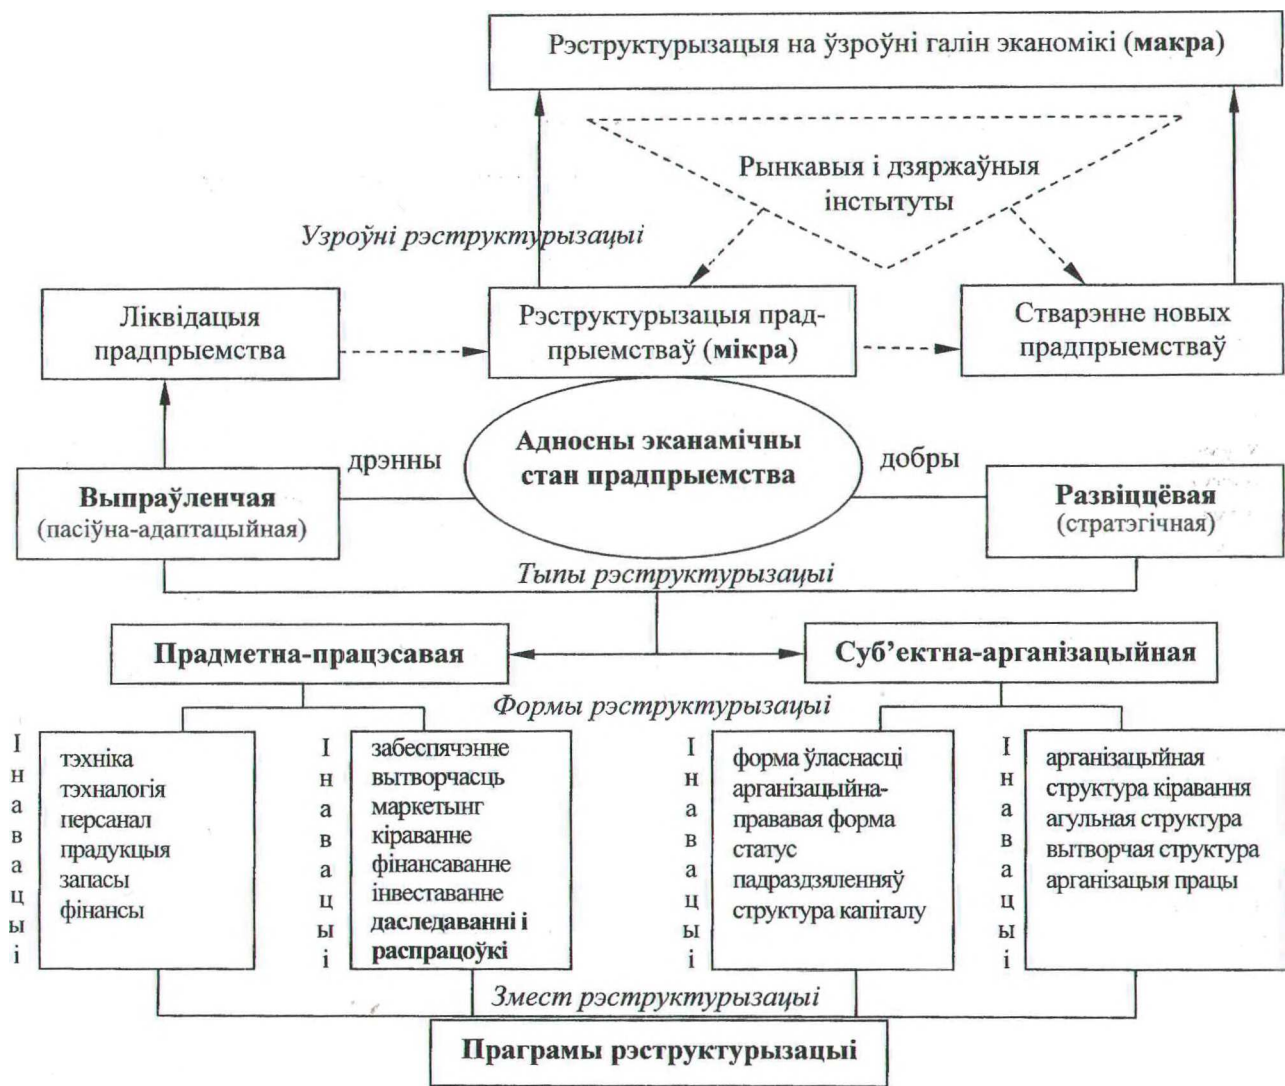 Рэструктурызацыя на ўзроўні галін эканомікі (макра)
Рынкавыя і дзяржаўныя
інстытуты
Узроўні рэструктурызацыі
Ліквідацыя
прадпрыемства
Рэструктурызацыя прад-
прыемстваў (мікра)
Стварэнне новых
прадпрыемстваў
Адносны эканамічны
стан прадпрыемства
дрэнны
добры
Выпраўленчая
(пасіўна-адаптацыйная)
Развіццёвая
(стратэгічная)
Тыпы рэструктурызацыі
Прадметна-працэсавая
Суб’ектна-арганізацыйная
Формы рэструктурызацыі
Інавацыі
тэхніка
тэхналогія
персанал
прадукцыя
запасы
фінансы
Інавацыі
забеспячэнне
вытворчасць
маркетынг
кіраванне
фінансаванне
інвеставанне
даследаванні і
распрацоўкі
Інавацыі
форма ўласнасці
арганізацыйна-
прававая форма
статус
падраздзяленняў
структура капіталу
Інавацыі
арганізацыйная
структура кіравання
агульная структура
вытворчая структура
арганізацыя працы
Змест рэструктурызацыі
Праграмы рэструктурызацыі